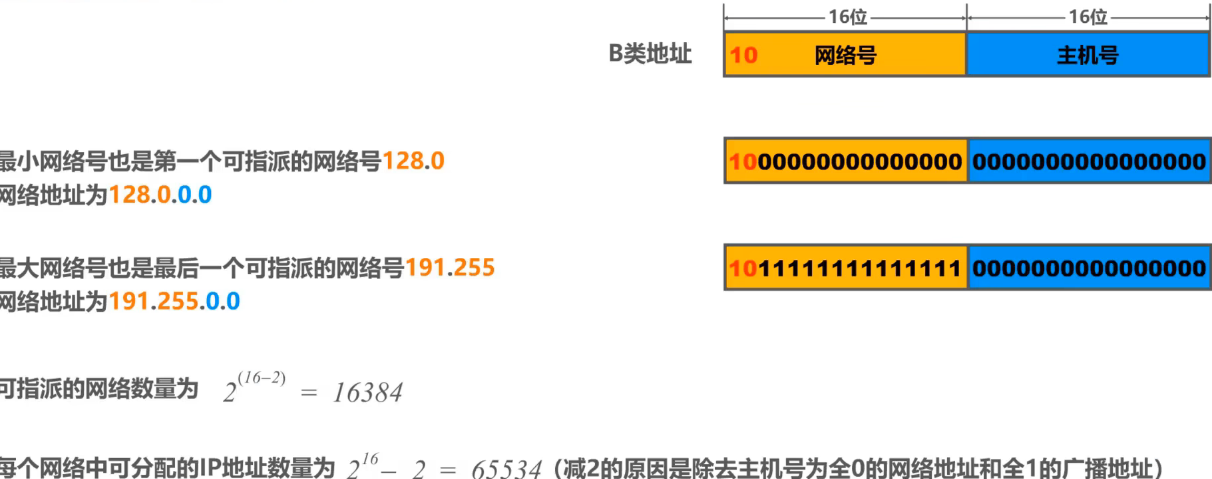 16位 16位
B类地址 10 网络号 主机号
最小网络号也是第一个可指派的网络号128.0
网络地址为128.0.0.0
1000000000000000 0000000000000000
最大网络号也是最后一个可指派的网络号191.255
网络地址为191.255.0.0
1011111111111111 0000000000000000
可指派的网络数量为 2^(16-2) = 16384
每个网络中可分配的IP地址数量为 2^16 - 2 = 65534（减2的原因是除去主机号为全0的网络地址和全1的广播地址）